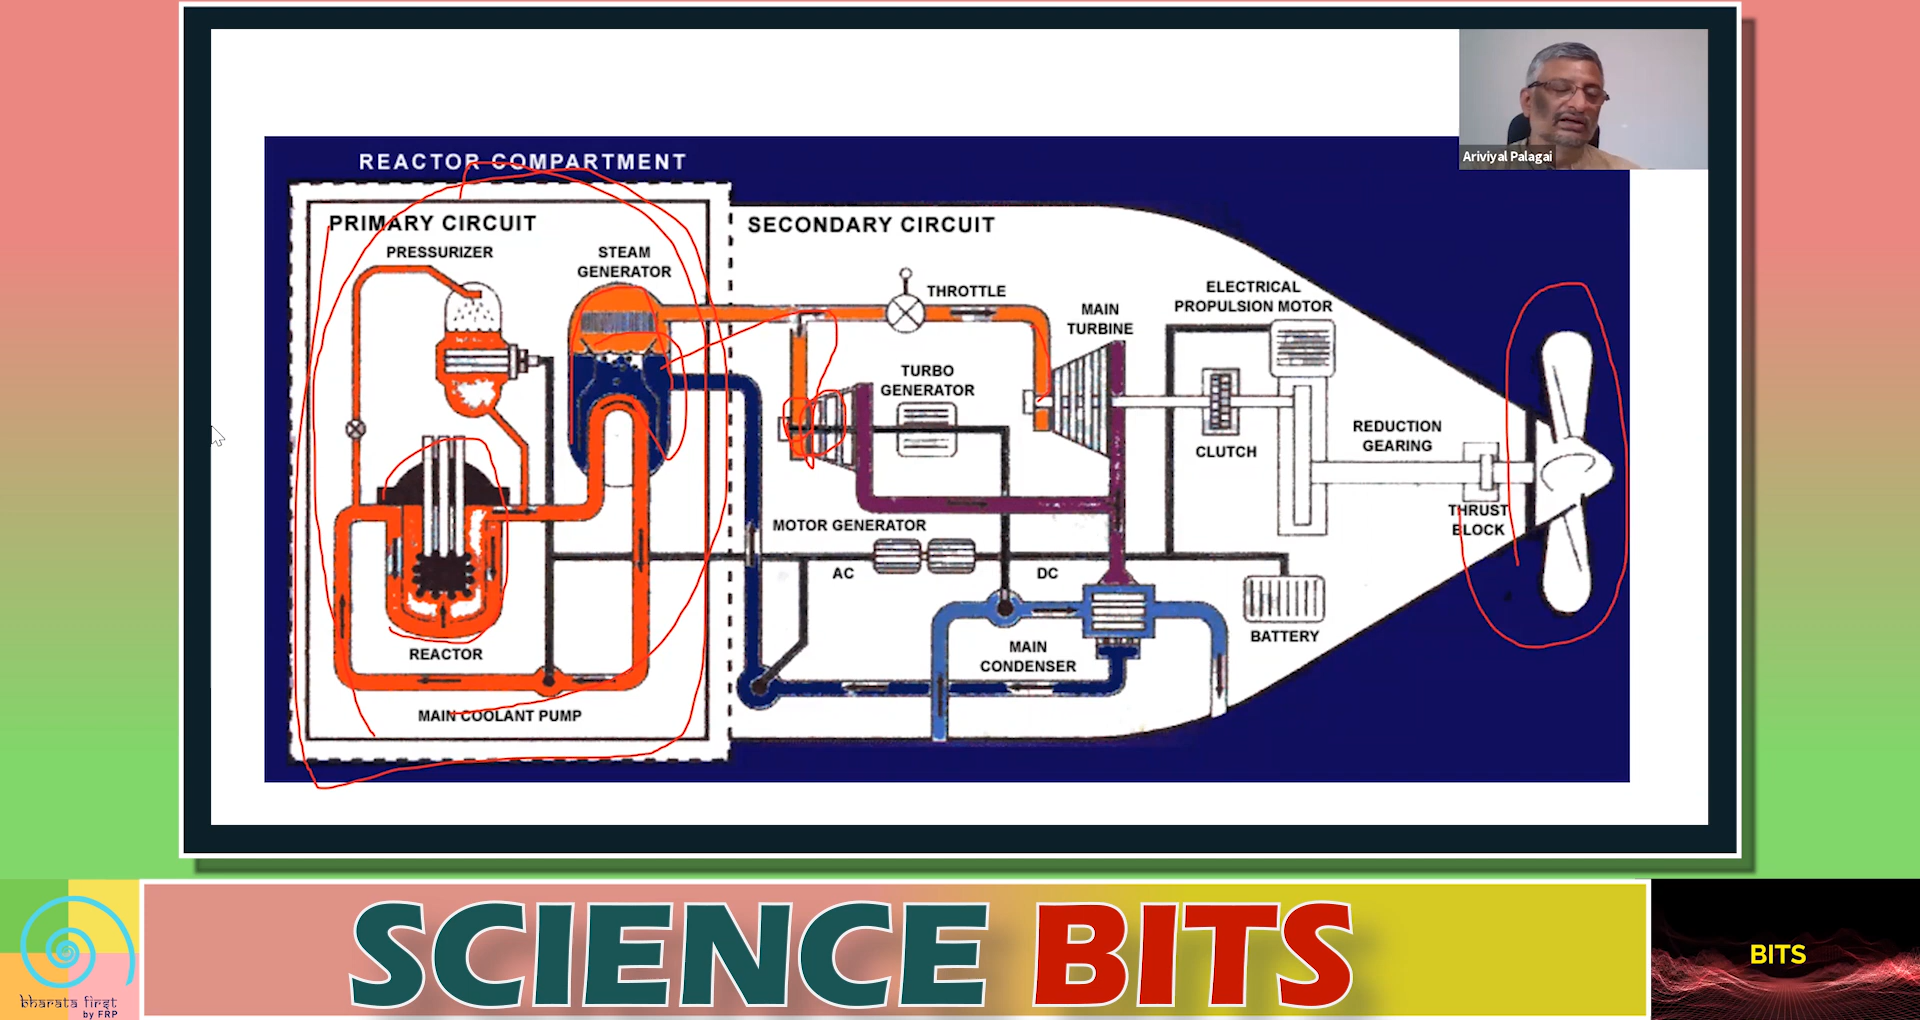 Ariviyal Palagai
REACTOR COMPARTMENT
PRIMARY CIRCUIT
SECONDARY CIRCUIT
PRESSURIZER
STEAM
GENERATOR
THROTTLE
MAIN
TURBINE
ELECTRICAL
PROPULSION MOTOR
TURBO
GENERATOR
CLUTCH
REDUCTION
GEARING
THRUST
BLOCK
MOTOR GENERATOR
AC
DC
BATTERY
REACTOR
MAIN
CONDENSER
MAIN COOLANT PUMP
SCIENCE BITS
BITS
bharata first
by FRP